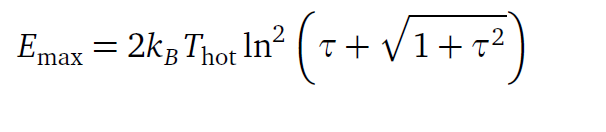 E_max = 2k_B T_hot ln² (τ + √(1 + τ²))